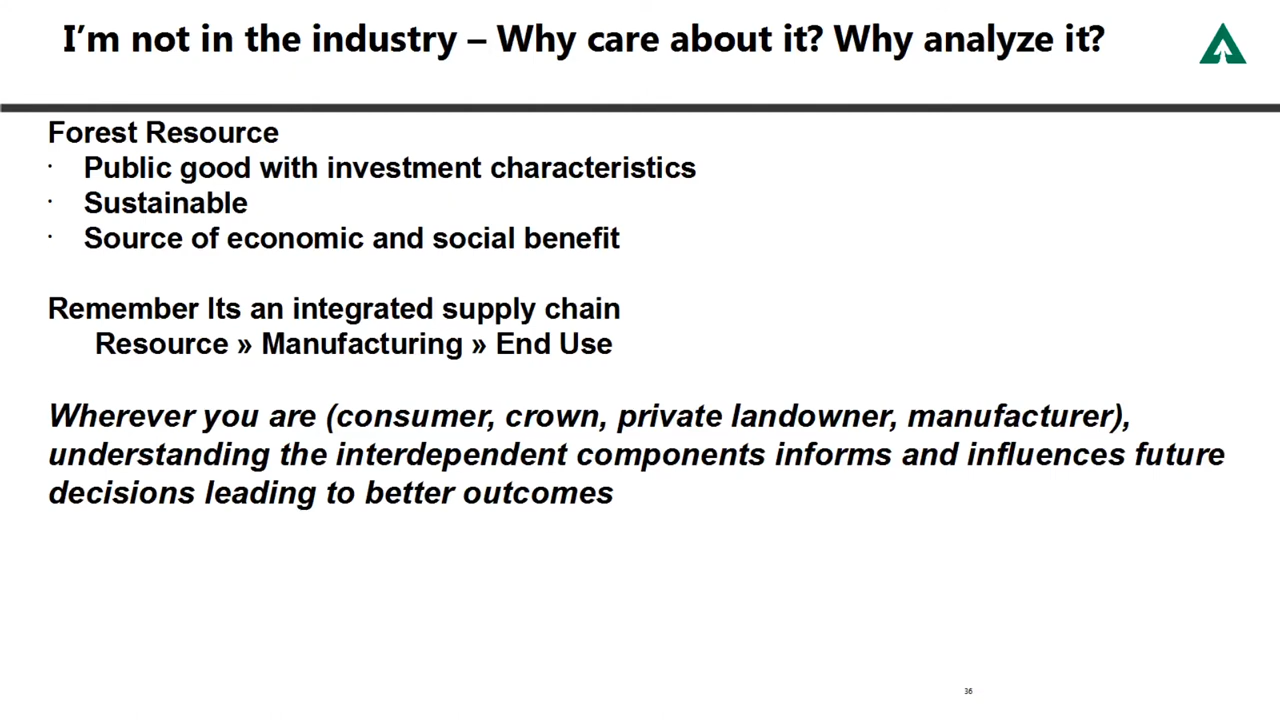 I’m not in the industry – Why care about it? Why analyze it?
Forest Resource
· Public good with investment characteristics
· Sustainable
· Source of economic and social benefit
Remember Its an integrated supply chain
Resource » Manufacturing » End Use
Wherever you are (consumer, crown, private landowner, manufacturer),
understanding the interdependent components informs and influences future
decisions leading to better outcomes
36